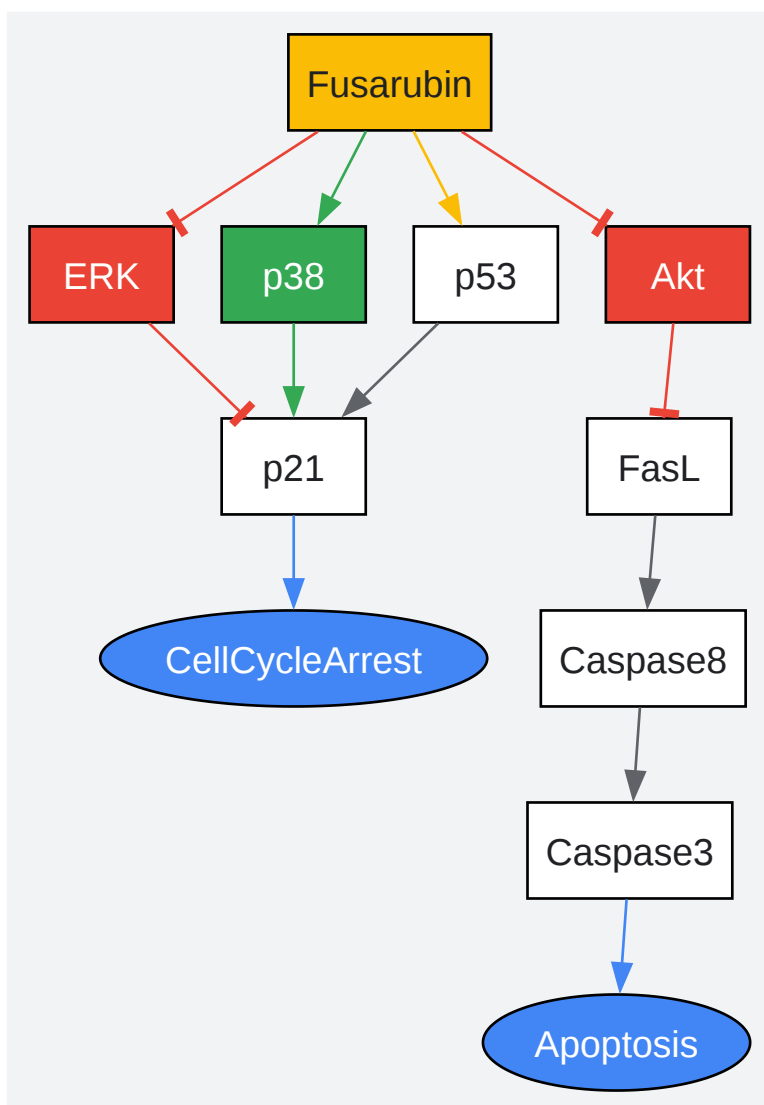 Fusarubin
ERK
p38
p53
Akt
p21
FasL
CellCycleArrest
Caspase8
Caspase3
Apoptosis